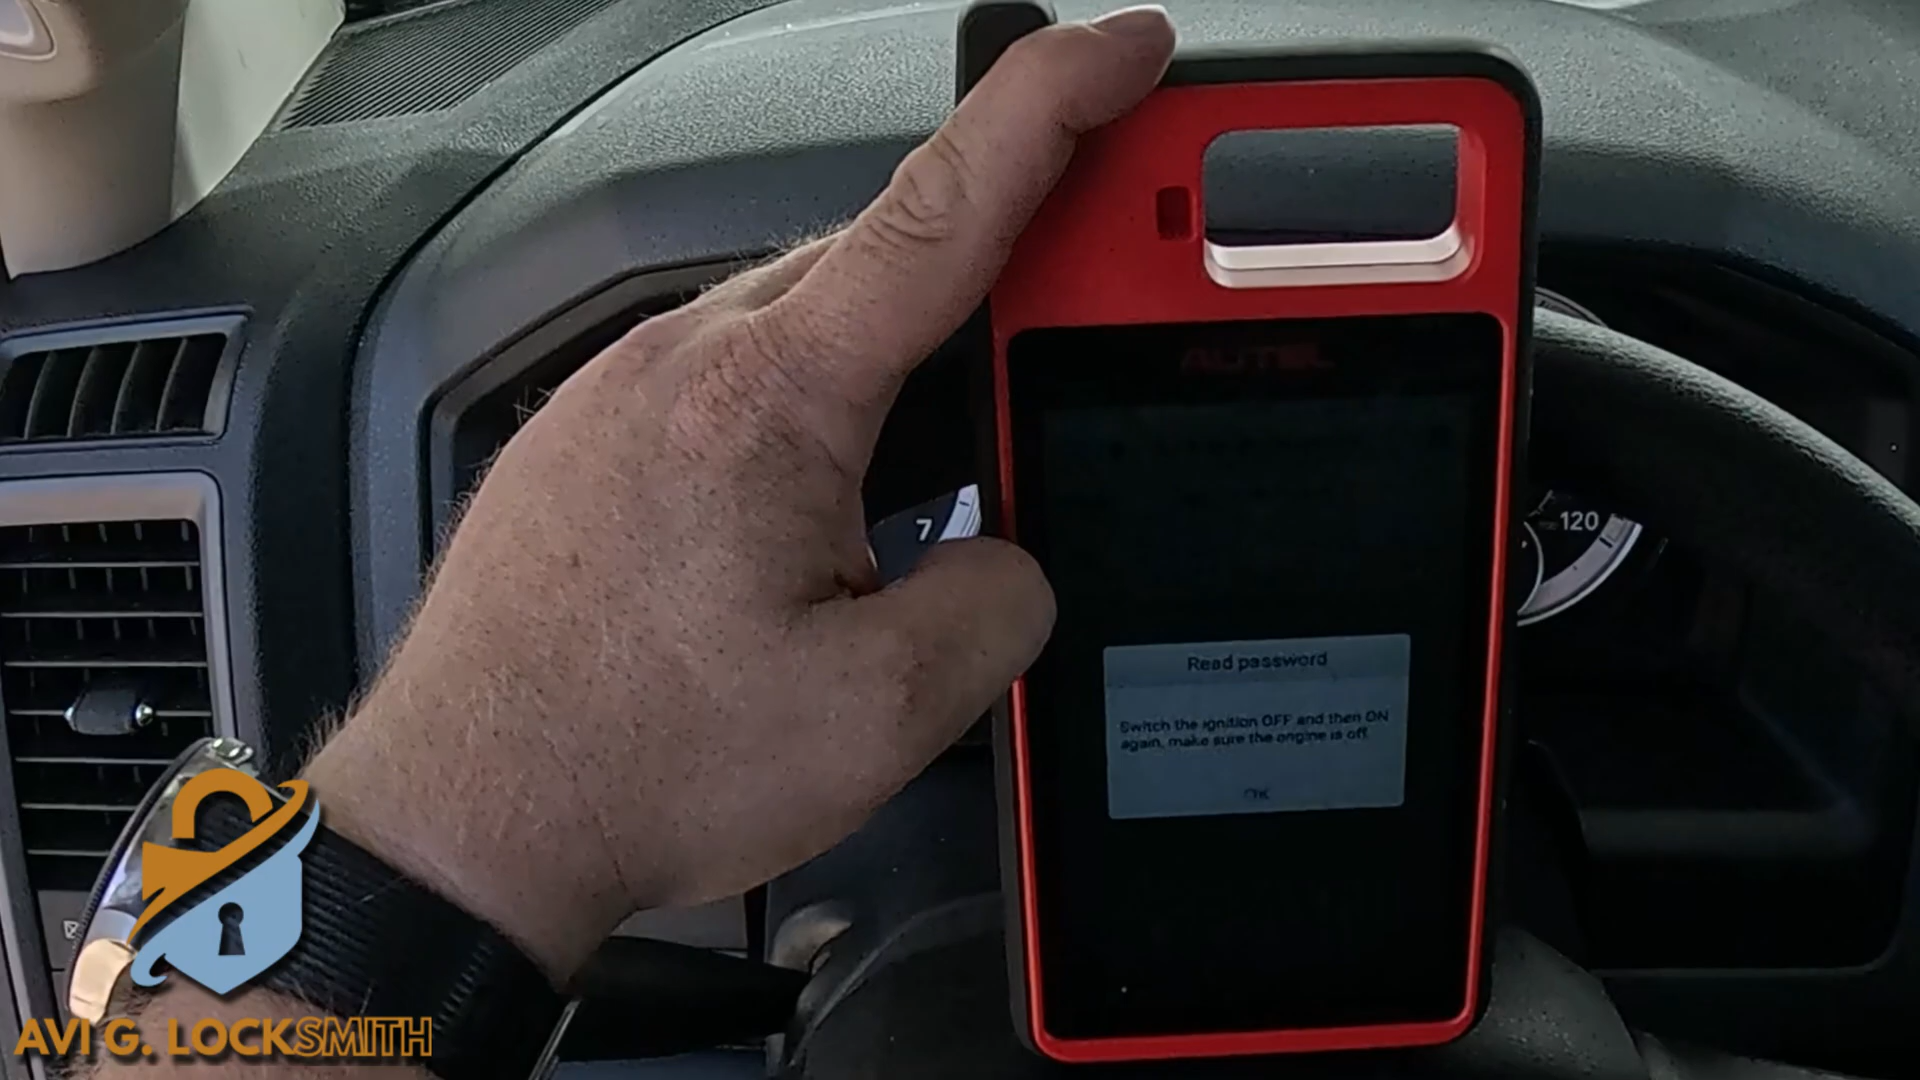 AUTEL
7
120
Read password
Switch the ignition OFF and then ON
again, make sure the engine is off.
OK
AVI G. LOCKSMITH